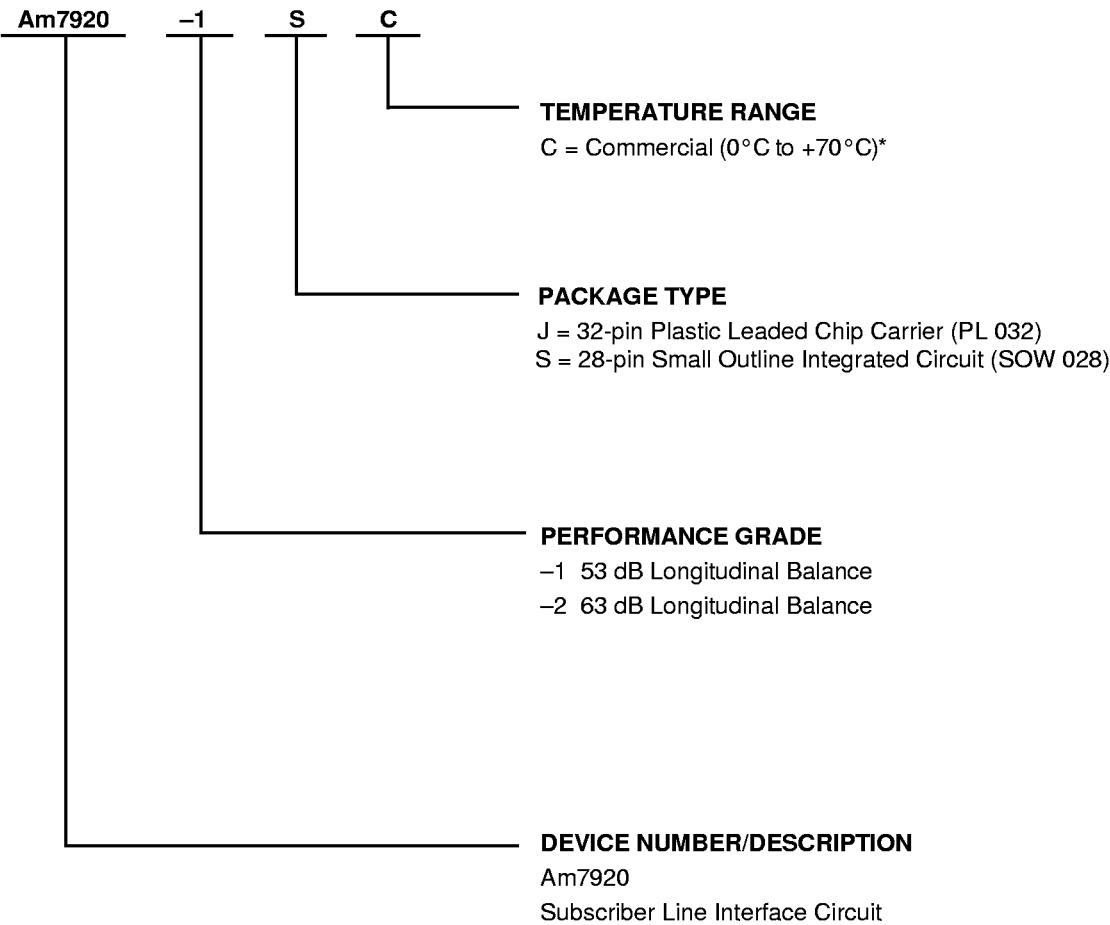 Am7920 –1 S C
TEMPERATURE RANGE
C = Commercial (0°C to +70°C)*
PACKAGE TYPE
J = 32-pin Plastic Leaded Chip Carrier (PL 032)
S = 28-pin Small Outline Integrated Circuit (SOW 028)
PERFORMANCE GRADE
–1 53 dB Longitudinal Balance
–2 63 dB Longitudinal Balance
DEVICE NUMBER/DESCRIPTION
Am7920
Subscriber Line Interface Circuit